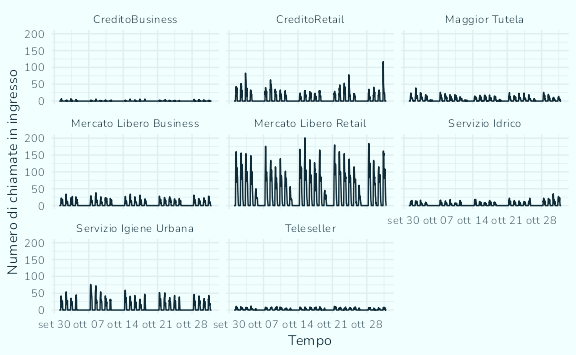 CreditoBusiness CreditoRetail Maggior Tutela
200
150
100
50
0
Mercato Libero Business Mercato Libero Retail Servizio Idrico
200
150
100
50
0
set 30 ott 07 ott 14 ott 21 ott 28
Servizio Igiene Urbana Teleseller
200
150
100
50
0
set 30 ott 07 ott 14 ott 21 ott 28 set 30 ott 07 ott 14 ott 21 ott 28
Tempo
Numero di chiamate in ingresso